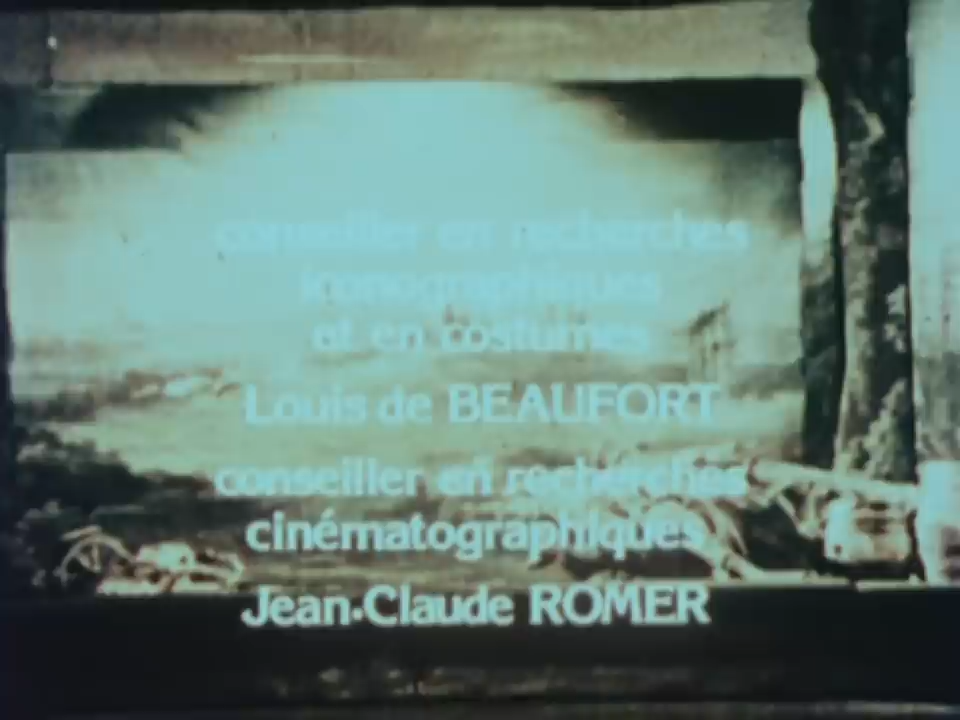 conseiller en recherches
iconographiques
et en costumes
Louis de BEAUFORT
conseiller en recherches
cinématographiques
Jean-Claude ROMER